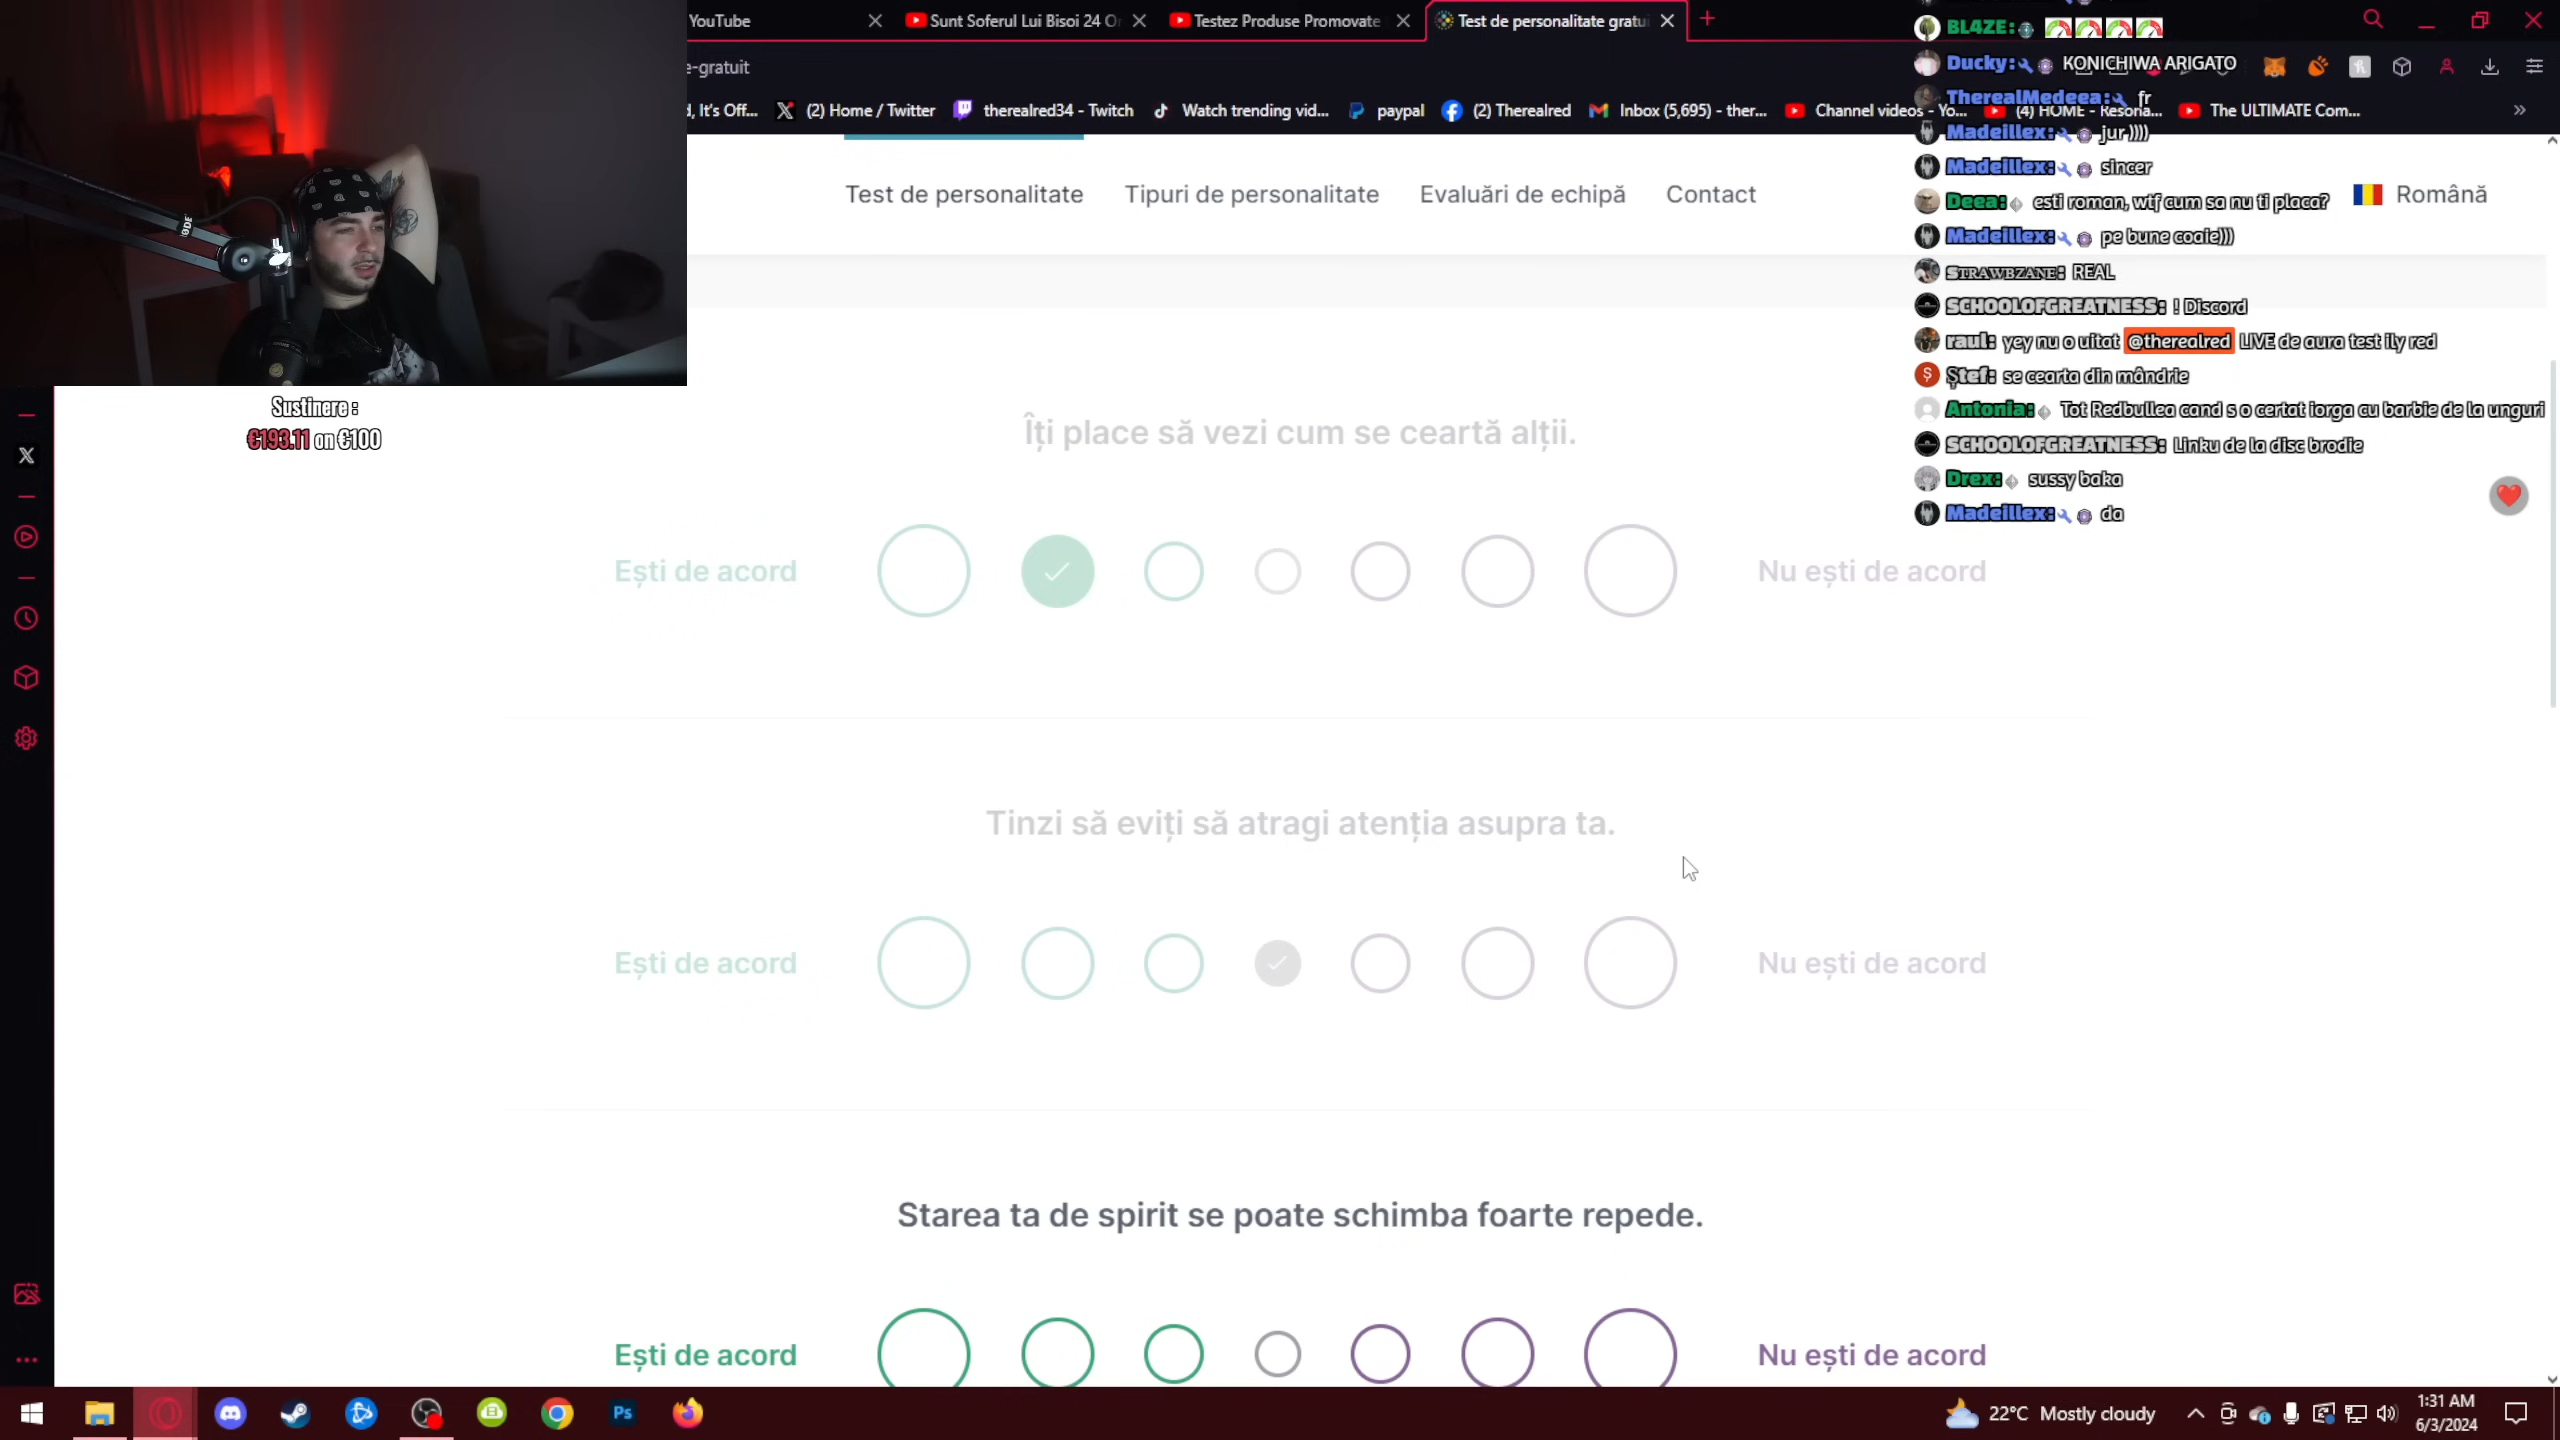 YouTube
Sunt Soferul Lui Bisoi 24 O
Testez Produse Promovate
Test de personalitate gratui
e-gratuit
d, It's Off...
(2) Home / Twitter
therealred34 - Twitch
Watch trending vid...
paypal
(2) Therealred
Inbox (5,695) - ther...
Channel videos - Yo...
(4) HOME - Resona...
The ULTIMATE Com...
Test de personalitate
Tipuri de personalitate
Evaluări de echipă
Contact
Română
BL4ZE:
Ducky: KONICHIWA ARIGATO
TherealMedeea: fr
Madeillex: jur))))
Madeillex: sincer
Deea: esti roman, wtf cum sa nu ti placa?
Madeillex: pe bune coaie)))
STRAWBZANE: REAL
SCHOOLOFGREATNESS: ! Discord
raul: yey nu o uitat @therealred LIVE de aura test ily red
Ș Ștef: se cearta din mândrie
Antonia: Tot Redbullea cand s o certat iorga cu barbie de la unguri
SCHOOLOFGREATNESS: Linku de la disc brodie
Drex: sussy baka
Madeillex: da
Sustinere :
€193.11 on €100
Îți place să vezi cum se ceartă alții.
Ești de acord
Nu ești de acord
Tinzi să eviți să atragi atenția asupra ta.
Ești de acord
Nu ești de acord
Starea ta de spirit se poate schimba foarte repede.
Ești de acord
Nu ești de acord
Ps
22°C Mostly cloudy
1:31 AM
6/3/2024